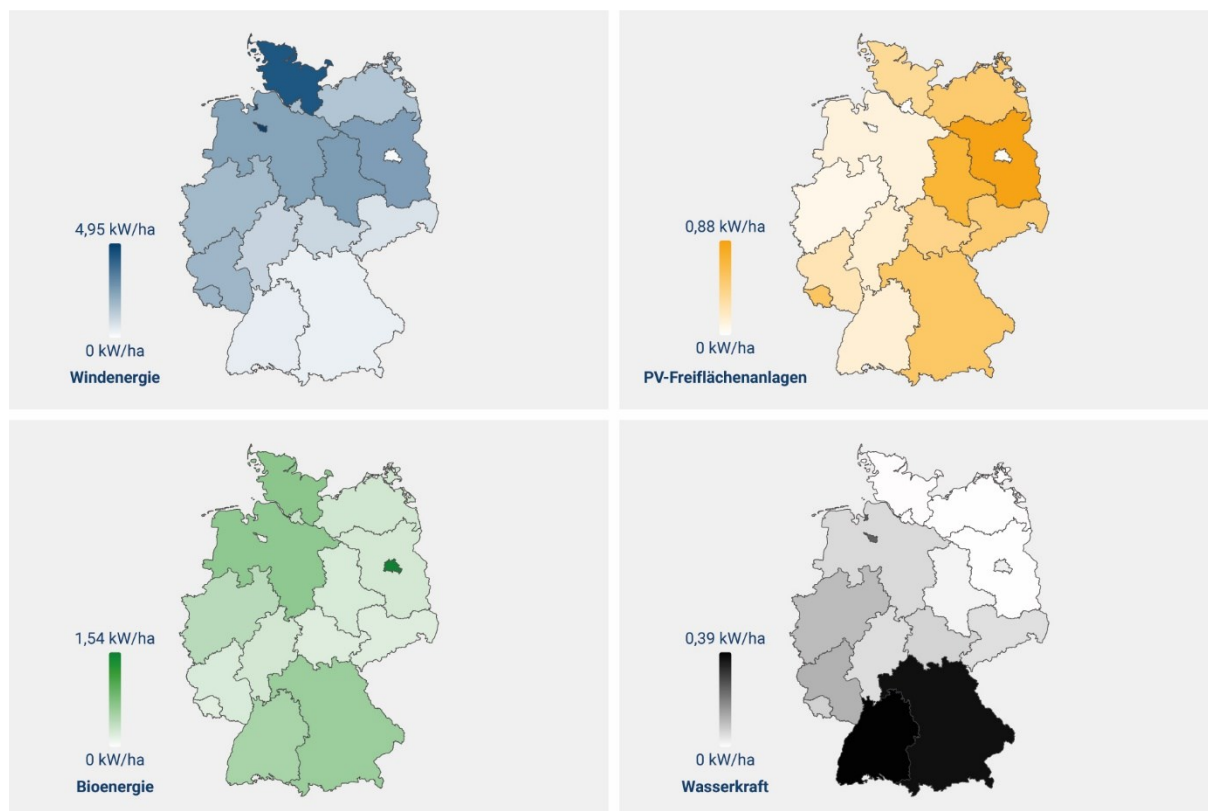 4,95 kW/ha
0 kW/ha
Windenergie
0,88 kW/ha
0 kW/ha
PV-Freiflächenanlagen
1,54 kW/ha
0 kW/ha
Bioenergie
0,39 kW/ha
0 kW/ha
Wasserkraft